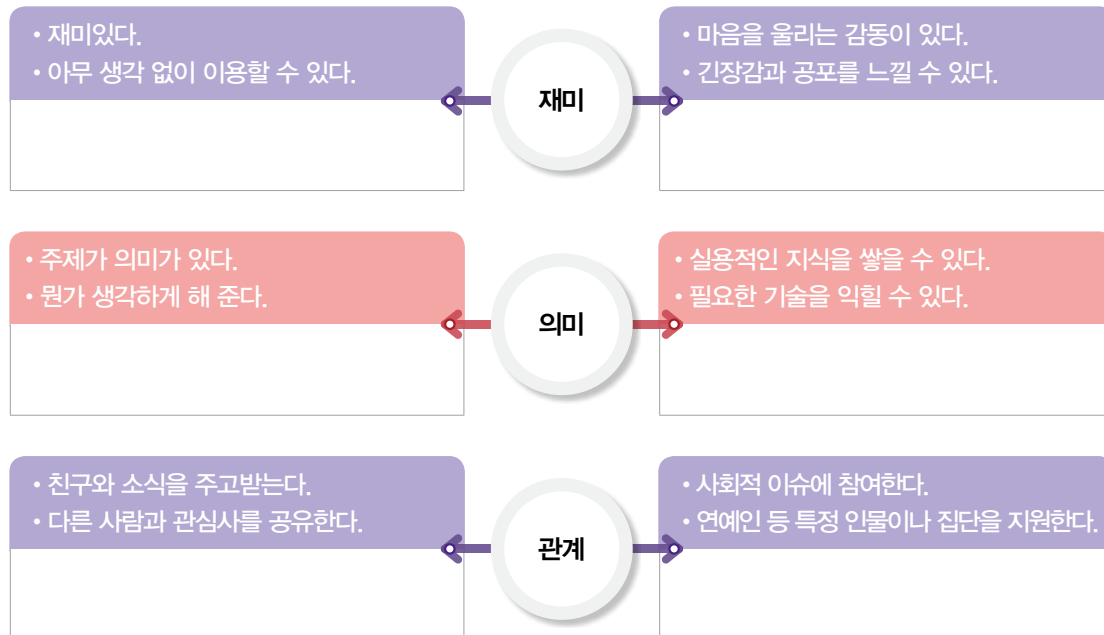 • 재미있다.
• 아무 생각 없이 이용할 수 있다.
재미
• 마음을 울리는 감동이 있다.
• 긴장감과 공포를 느낄 수 있다.
• 주제가 의미가 있다.
• 뭔가 생각하게 해 준다.
의미
• 실용적인 지식을 쌓을 수 있다.
• 필요한 기술을 익힐 수 있다.
• 친구와 소식을 주고받는다.
• 다른 사람과 관심사를 공유한다.
관계
• 사회적 이슈에 참여한다.
• 연예인 등 특정 인물이나 집단을 지원한다.